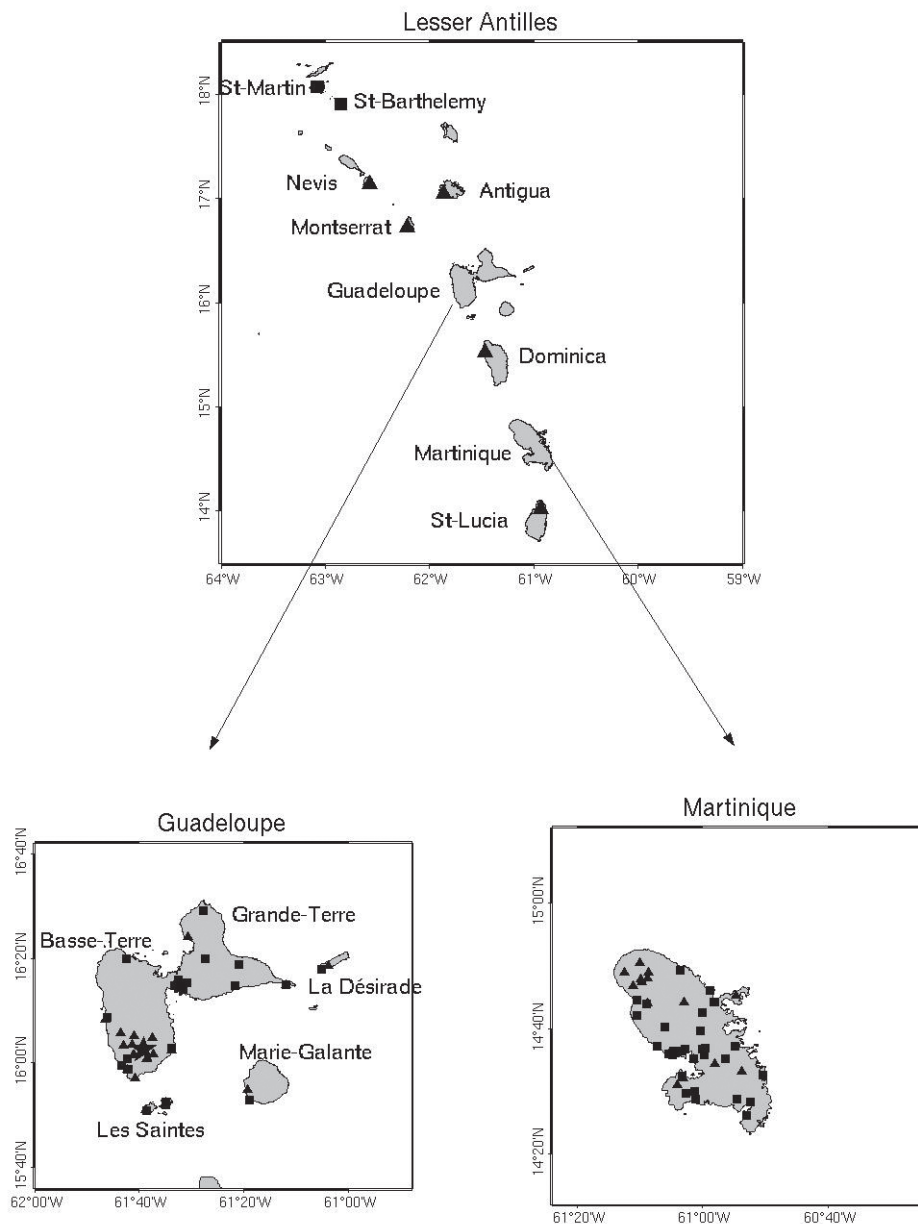 Lesser Antilles
18°N
St-Martin
St-Barthelemy
Nevis
Antigua
17°N
Montserrat
Guadeloupe
16°N
Dominica
15°N
Martinique
14°N
St-Lucia
64°W 63°W 62°W 61°W 60°W 59°W
Guadeloupe
16°40'N
Grande-Terre
Basse-Terre
16°20'N
La Désirade
Marie-Galante
16°00'N
Les Saintes
15°40'N
62°00'W 61°40'W 61°20'W 61°00'W
Martinique
15°00'N
14°40'N
14°20'N
61°20'W 61°00'W 60°40'W